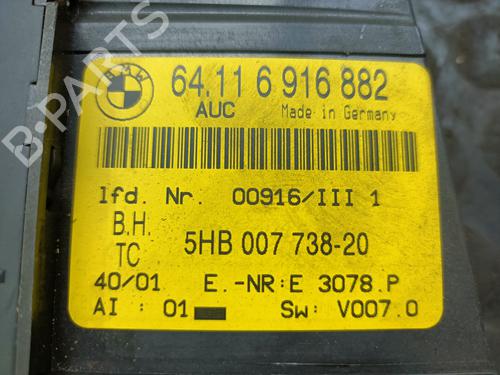 BMW
64.11 6 916 882
AUC Made in Germany
lfd. Nr. 00916/III 1
B.H.
TC 5HB 007 738-20
40/01 E.-NR:E 3078.P
AI : 01 Sw: V007.0
B-PARTS